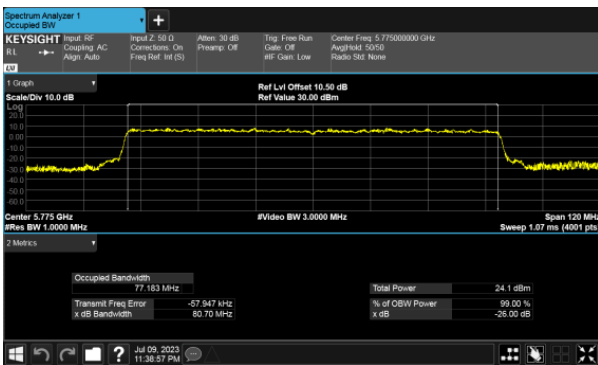 Spectrum Analyzer 1
Occupied BW
+
KEYSIGHT Input: RF Input Z: 50 Ω Atten: 30 dB Trig: Free Run Center Freq: 5.775000000 GHz
RL Coupling: AC Corrections: On Preamp: Off Gate: Off Avg|Hold: 50/50
Align: Auto Freq Ref: Int (S) #IF Gain: Low Radio Std: None
LXI
1 Graph
Ref Lvl Offset 10.50 dB
Scale/Div 10.0 dB Ref Value 30.00 dBm
Log
20.0
10.0
0.00
-10.0
-20.0
-30.0
-40.0
-50.0
-60.0
Center 5.775 GHz #Video BW 3.0000 MHz Span 120 MHz
#Res BW 1.0000 MHz Sweep 1.07 ms (4001 pts
2 Metrics
Occupied Bandwidth
77.183 MHz Total Power 24.1 dBm
Transmit Freq Error -57.947 kHz % of OBW Power 99.00 %
x dB Bandwidth 80.70 MHz x dB -26.00 dB
? Jul 09, 2023
11:38:57 PM